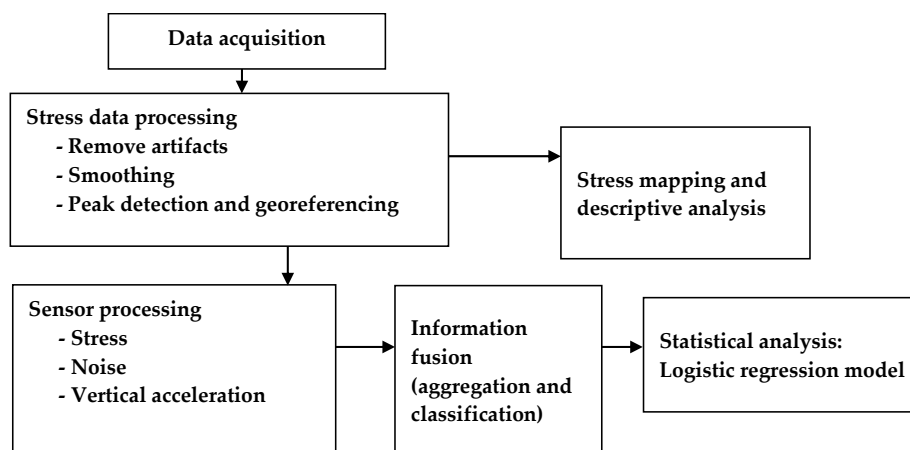 Data acquisition
Stress data processing
- Remove artifacts
- Smoothing
- Peak detection and georeferencing
Stress mapping and
descriptive analysis
Sensor processing
- Stress
- Noise
- Vertical acceleration
Information
fusion
(aggregation and
classification)
Statistical analysis:
Logistic regression model